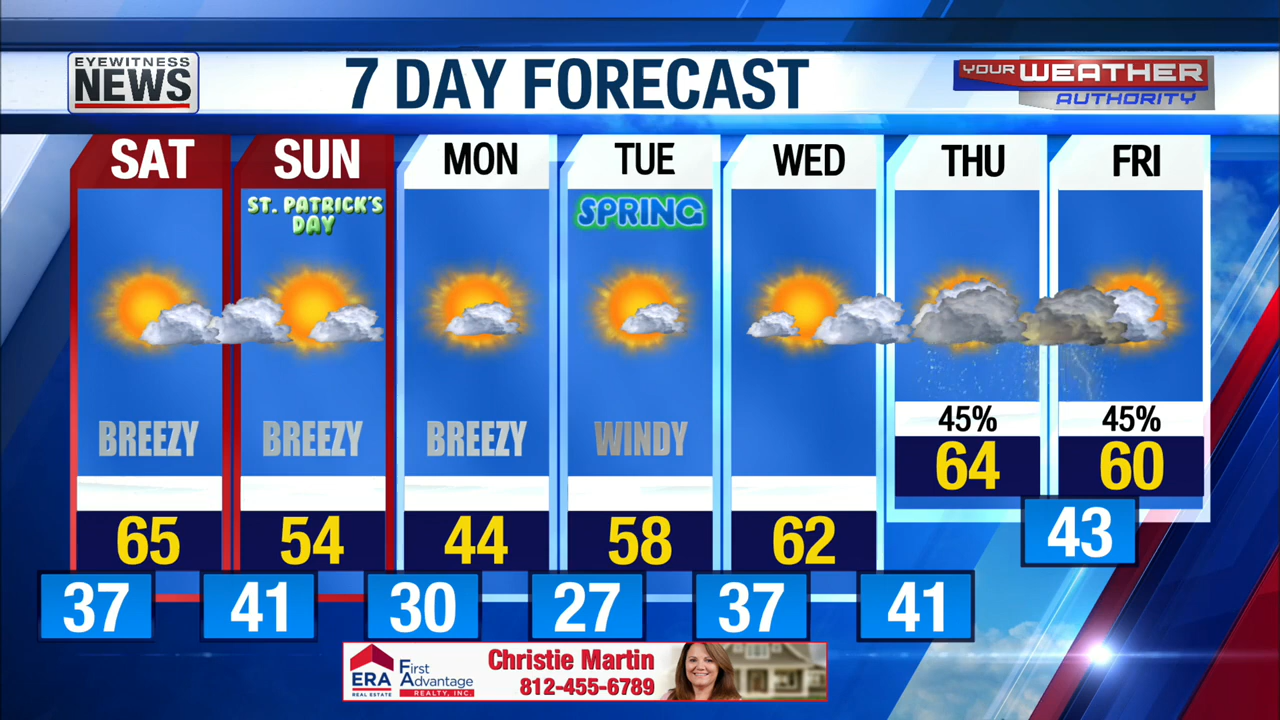 EYEWITNESS
NEWS
7 DAY FORECAST
YOUR WEATHER
AUTHORITY
SAT
SUN
MON
TUE
WED
THU
FRI
ST. PATRICK'S
DAY
SPRING
BREEZY
BREEZY
BREEZY
WINDY
45%
45%
65
54
44
58
62
64
60
37
41
30
27
37
41
43
ERA
REAL ESTATE
First
Advantage
REALTY, INC.
Christie Martin
812-455-6789